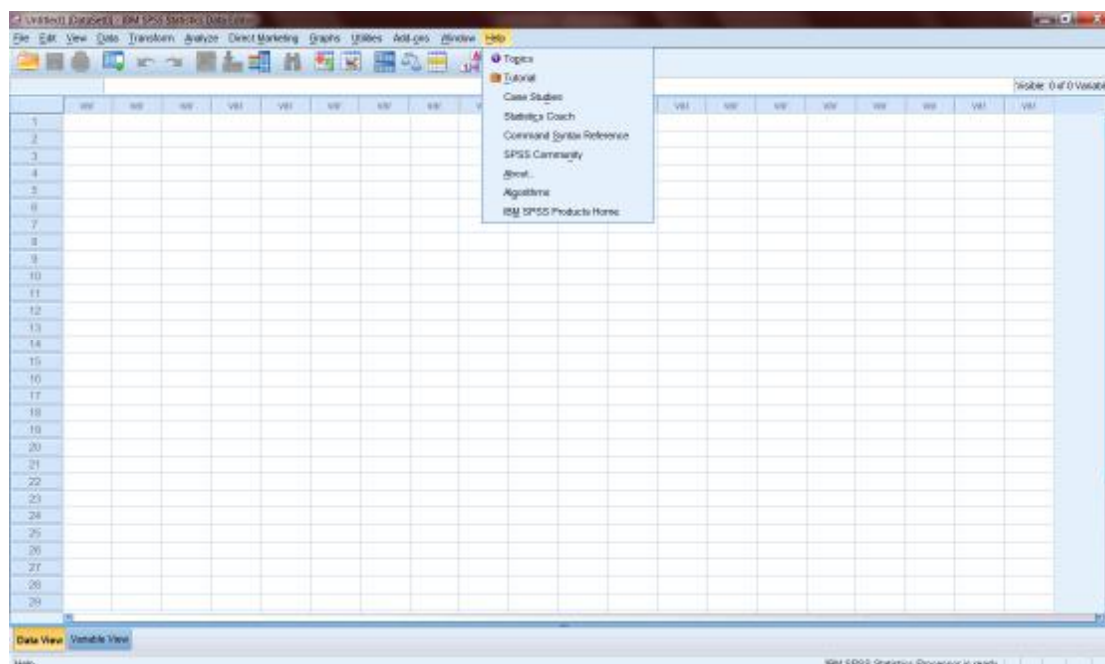 Untitled1 [DataSet0] - IBM SPSS Statistics Data Editor
File Edit View Data Transform Analyze Direct Marketing Graphs Utilities Add-ons Window Help
Topics
Tutorial
Case Studies
Statistics Coach
Command Syntax Reference
SPSS Community
About...
Algorithms
IBM SPSS Products Home
Visible: 0 of 0 Variable
var var var var var var var var var var var var var var var var
1
2
3
4
5
6
7
8
9
10
11
12
13
14
15
16
17
18
19
20
21
22
23
24
25
26
27
28
29
Data View Variable View
Help
IBM SPSS Statistics Processor is ready